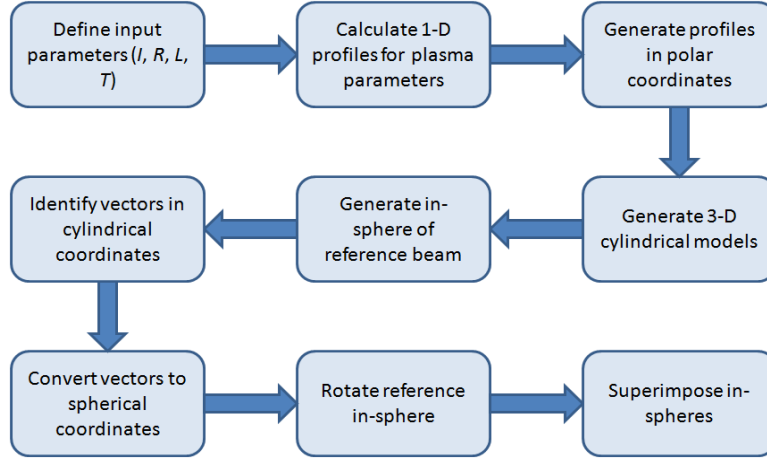 Define input
parameters (I, R, L,
T)
Calculate 1-D
profiles for plasma
parameters
Generate profiles in
polar
coordinates
Identify vectors in
cylindrical
coordinates
Generate in-
sphere of
reference beam
Generate 3-D
cylindrical models
Convert vectors to
spherical
coordinates
Rotate reference
in-sphere
Superimpose in-
spheres